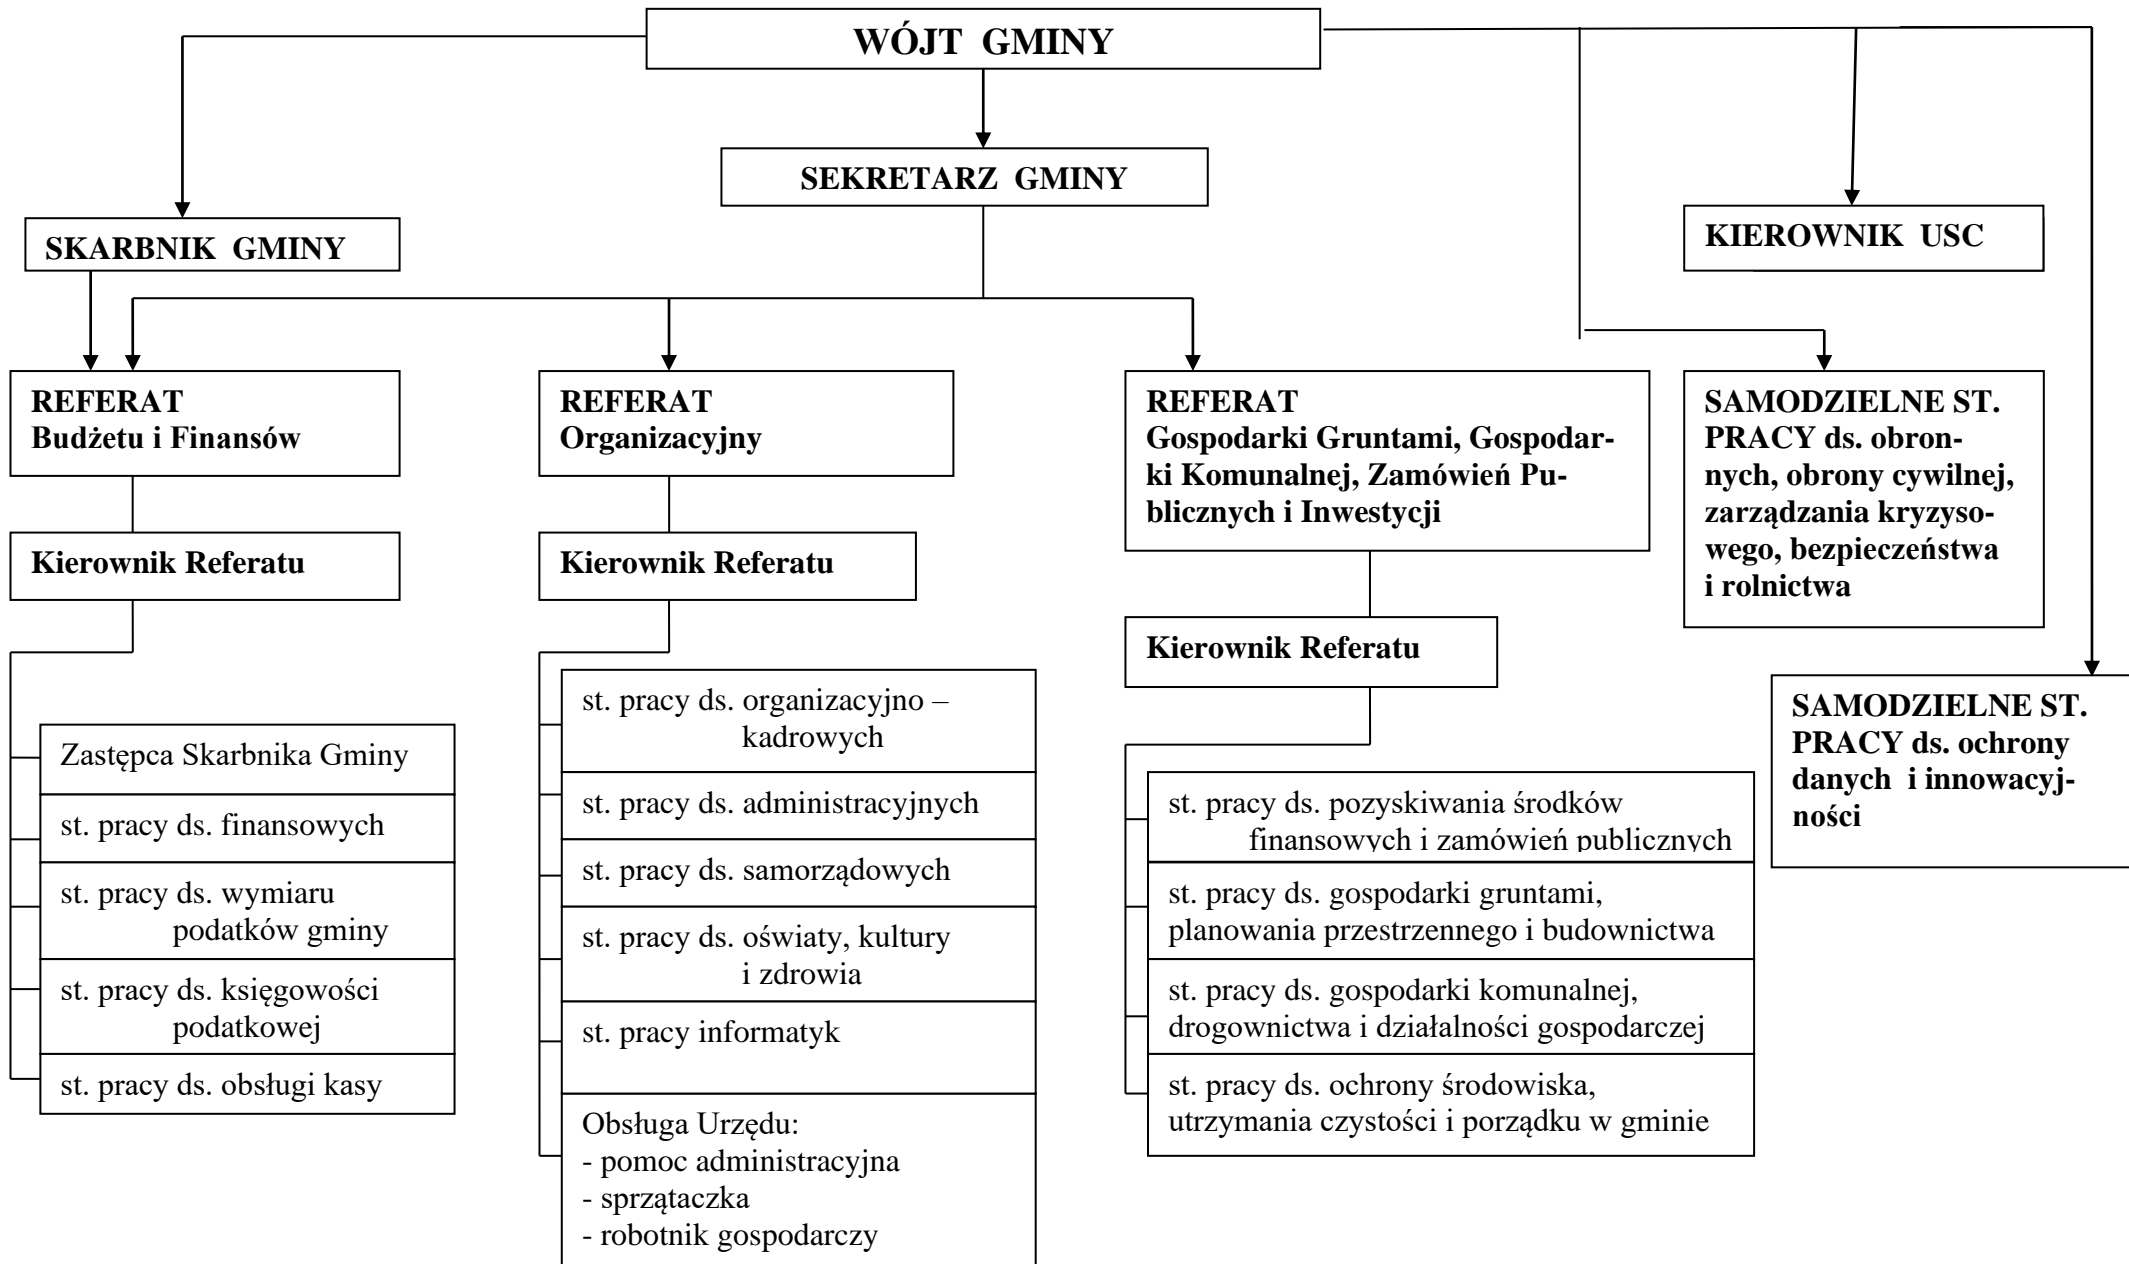 WÓJT GMINY
SEKRETARZ GMINY
SKARBNIK GMINY
KIEROWNIK USC
REFERAT
Budżetu i Finansów
Kierownik Referatu
Zastępca Skarbnika Gminy
st. pracy ds. finansowych
st. pracy ds. wymiaru
podatków gminy
st. pracy ds. księgowości
podatkowej
st. pracy ds. obsługi kasy
REFERAT
Organizacyjny
Kierownik Referatu
st. pracy ds. organizacyjno –
kadrowych
st. pracy ds. administracyjnych
st. pracy ds. samorządowych
st. pracy ds. oświaty, kultury
i zdrowia
st. pracy informatyk
Obsługa Urzędu:
- pomoc administracyjna
- sprzątaczka
- robotnik gospodarczy
REFERAT
Gospodarki Gruntami, Gospodar-
ki Komunalnej, Zamówień Pu-
blicznych i Inwestycji
Kierownik Referatu
st. pracy ds. pozyskiwania środków
finansowych i zamówień publicznych
st. pracy ds. gospodarki gruntami,
planowania przestrzennego i budownictwa
st. pracy ds. gospodarki komunalnej,
drogownictwa i działalności gospodarczej
st. pracy ds. ochrony środowiska,
utrzymania czystości i porządku w gminie
SAMODZIELNE ST.
PRACY ds. obron-
nych, obrony cywilnej,
zarządzania kryzyso-
wego, bezpieczeństwa
i rolnictwa
SAMODZIELNE ST.
PRACY ds. ochrony
danych i innowacyj-
ności